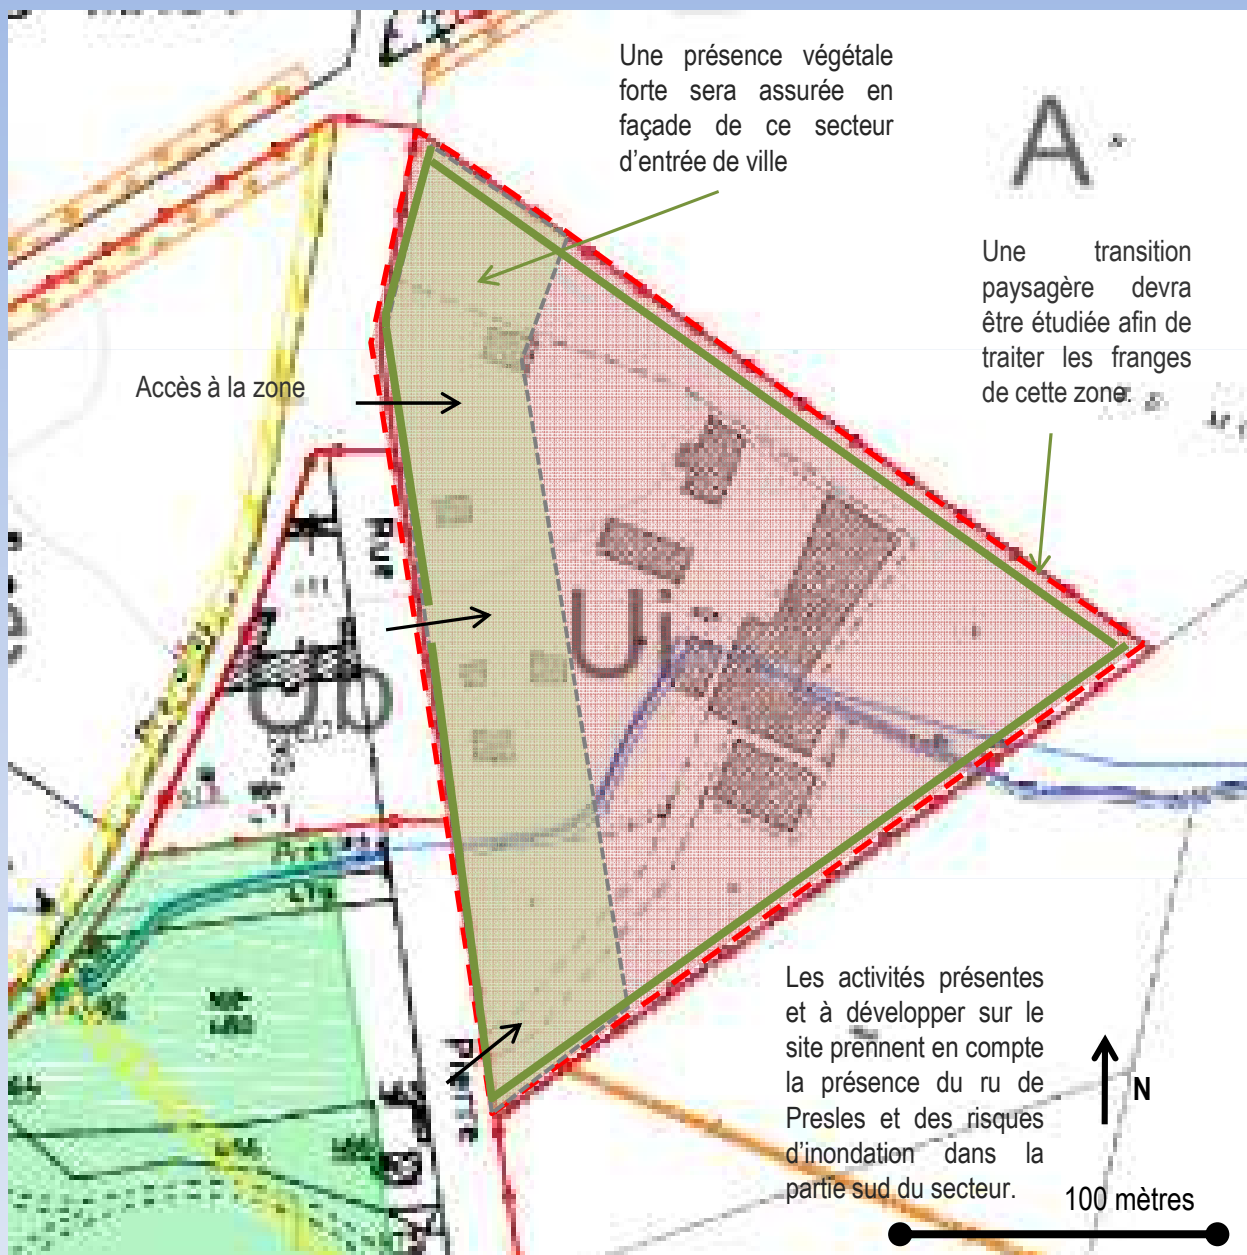 Une présence végétale
forte sera assurée en
façade de ce secteur
d'entrée de ville
A
Une transition
paysagère devra
être étudiée afin de
traiter les franges
de cette zone.
Accès à la zone
Rue
Ui
Ub
Les activités présentes
et à développer sur le
site prennent en compte
la présence du ru de
Presles et des risques
d'inondation dans la
partie sud du secteur.
N
Pierre
100 mètres